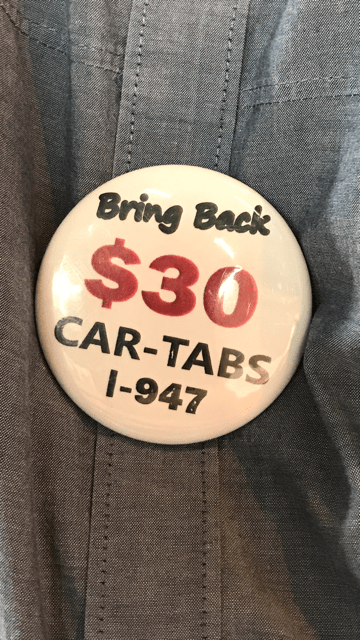 Bring Back
$30
CAR-TABS
I-947